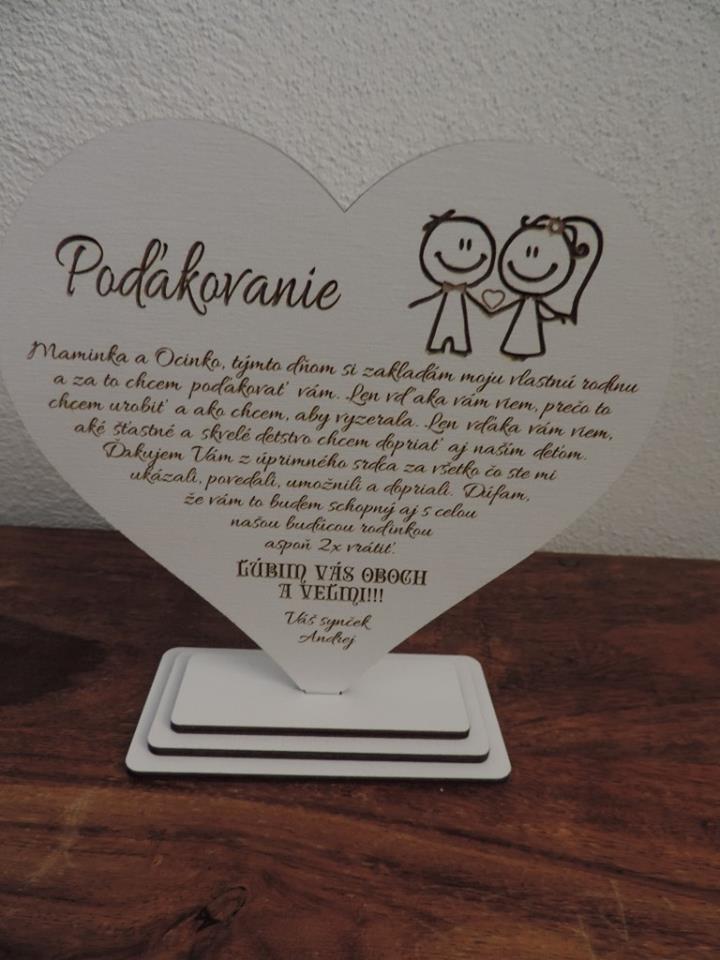 Poďakovanie
Maminka a Ocinko, týmto dňom si zakladám moju vlastnú rodinu
a za to chcem poďakovať vám. Len vďaka vám viem, prečo to
chcem urobiť a ako chcem, aby vyzerala. Len vďaka vám viem,
aké šťastné a skvelé detstvo chcem dopriať aj naším deťom.
Ďakujem Vám z úprimného srdca za všetko čo ste mi
ukázali, povedali, umožnili a dopriali. Dúfam,
že vám to budem schopný aj s celou
našou budúcou rodinkou
aspoň 2x vrátiť.
ĽÚBIM VÁS OBOCH
A VEĽMI!!!
Váš synček
Andrej